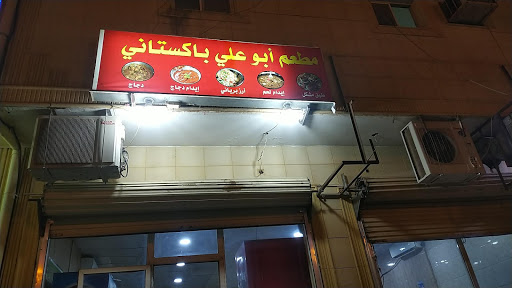 مطعم أبو علي باكستاني
إيدام لحم أرز برياني إيدام دجاج دجاج